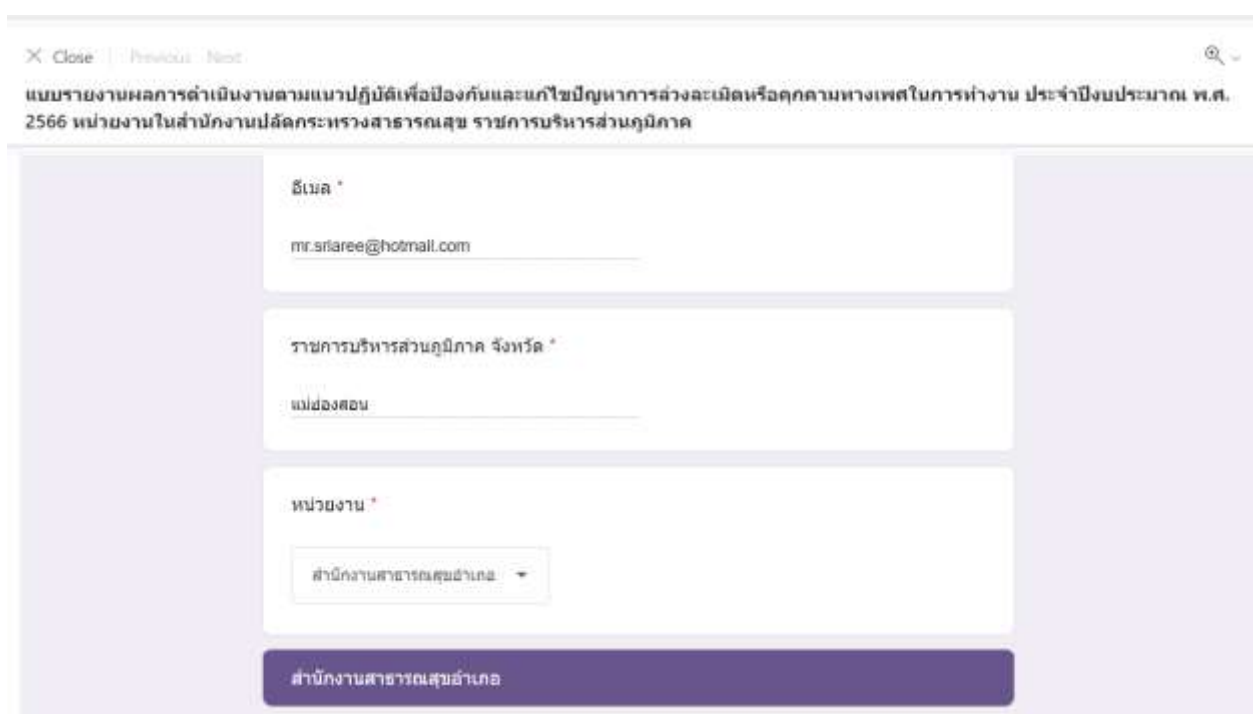 Close Previous Next
แบบรายงานผลการดำเนินงานตามแนวปฏิบัติเพื่อป้องกันและแก้ไขปัญหาการล่วงละเมิดหรือคุกคามทางเพศในการทำงาน ประจำปีงบประมาณ พ.ศ.
2566 หน่วยงานในสำนักงานปลัดกระทรวงสาธารณสุข ราชการบริหารส่วนภูมิภาค
อีเมล *
mr.sriaree@hotmail.com
ราชการบริหารส่วนภูมิภาค จังหวัด *
แม่ฮ่องสอน
หน่วยงาน *
สำนักงานสาธารณสุขอำเภอ
สำนักงานสาธารณสุขอำเภอ